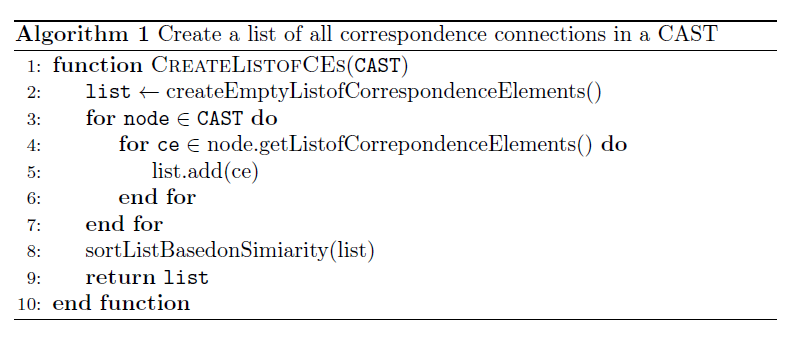 Algorithm 1 Create a list of all correspondence connections in a CAST
1: function CREATELISTOFCES(CAST)
2: list ← createEmptyListofCorrespondenceElements()
3: for node ∈ CAST do
4: for ce ∈ node.getListofCorrepondenceElements() do
5: list.add(ce)
6: end for
7: end for
8: sortListBasedonSimiarity(list)
9: return list
10: end function